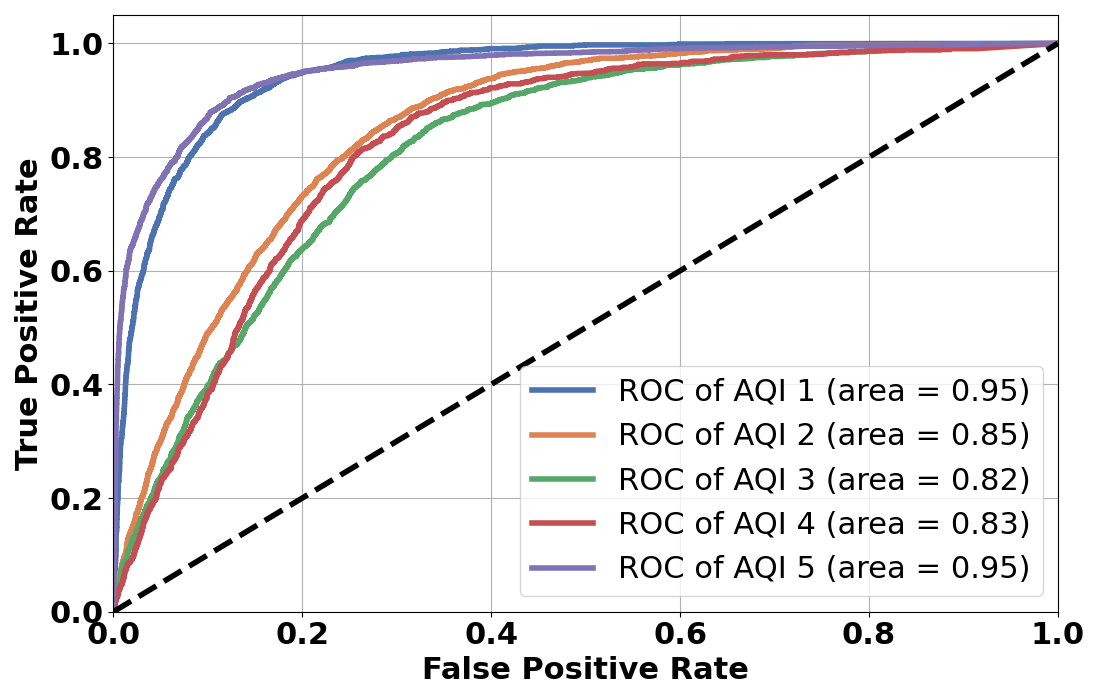 1.0
0.8
0.6
0.4
0.2
0.0
True Positive Rate
ROC of AQI 1 (area = 0.95)
ROC of AQI 2 (area = 0.85)
ROC of AQI 3 (area = 0.82)
ROC of AQI 4 (area = 0.83)
ROC of AQI 5 (area = 0.95)
0.0 0.2 0.4 0.6 0.8 1.0
False Positive Rate